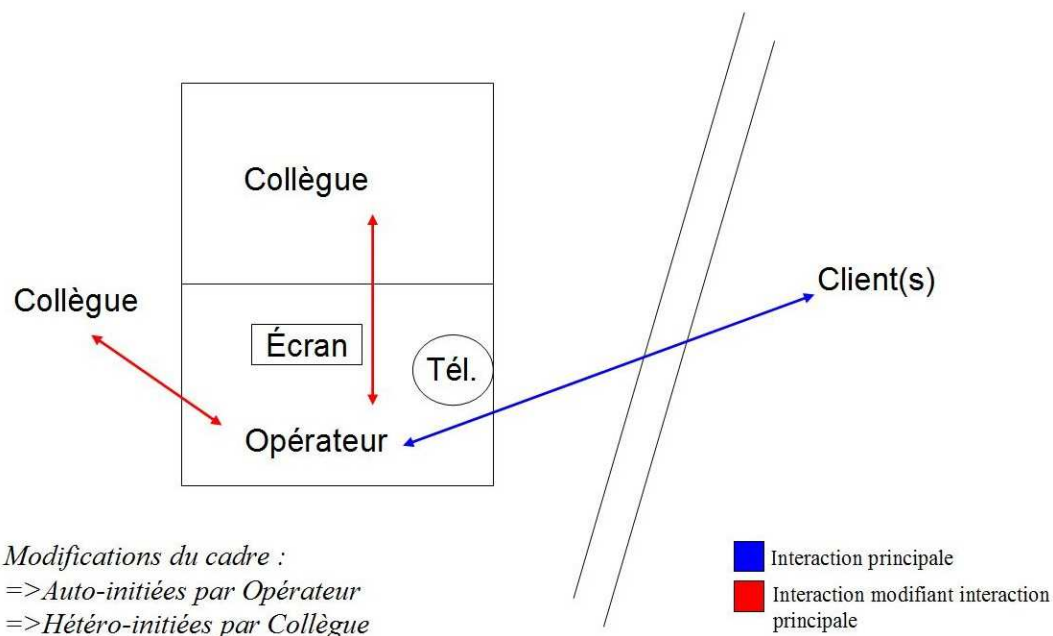 Collègue
Collègue
Client(s)
Écran
Tél.
Opérateur
Modifications du cadre :
=>Auto-initiées par Opérateur
=>Hétéro-initiées par Collègue
Interaction principale
Interaction modifiant interaction
principale